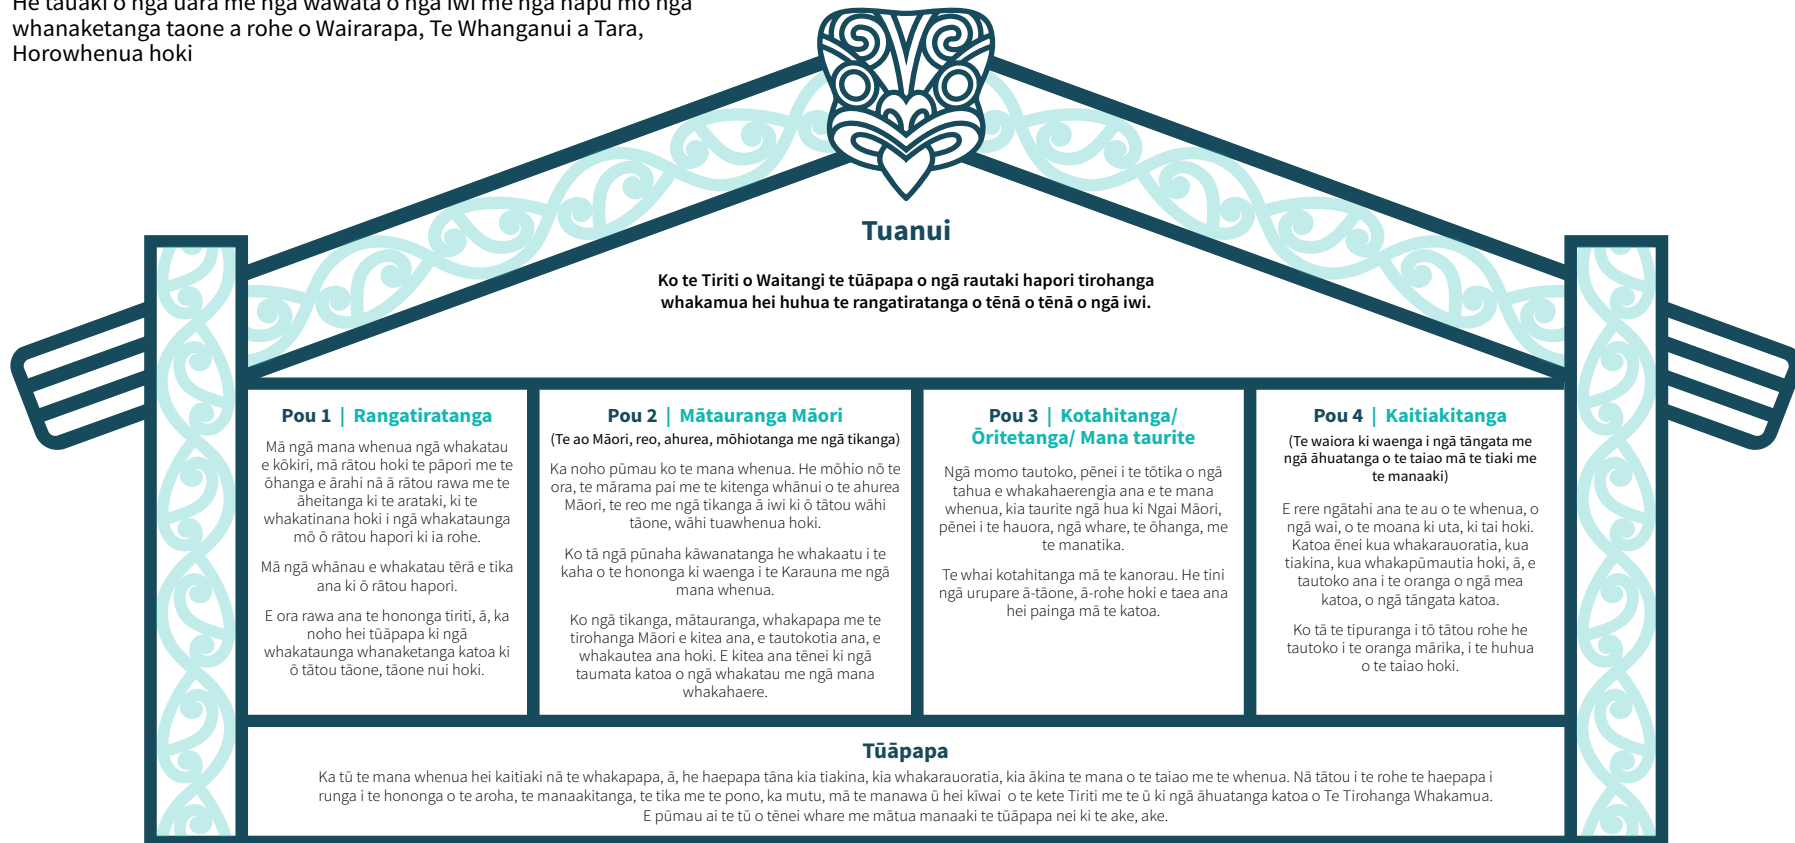 He tauāki o ngā uara me ngā wawata o ngā iwi me ngā hapū mō ngā
whanaketanga taone a rohe o Wairarapa, Te Whanganui a Tara,
Horowhenua hoki
Tuanui
Ko te Tiriti o Waitangi te tūāpapa o ngā rautaki hapori tirohanga
whakamua hei huhua te rangatiratanga o tēnā o tēnā o ngā iwi.
Pou 1 | Rangatiratanga
Mā ngā mana whenua ngā whakatau
e kōkiri, mā rātou hoki te pāpori me te
ōhanga e ārahi nā ā rātou rawa me te
āheitanga ki te arataki, ki te
whakatinana hoki i ngā whakataunga
mō ō rātou hapori ki ia rohe.
Mā ngā whānau e whakatau tērā e tika
ana ki ō rātou hapori.
E ora rawa ana te hononga tiriti, ā, ka
noho hei tūāpapa ki ngā
whakataunga whanaketanga katoa ki
ō tātou tāone, tāone nui hoki.
Pou 2 | Mātauranga Māori
(Te ao Māori, reo, ahurea, mōhiotanga me ngā tikanga)
Ka noho pūmau ko te mana whenua. He mōhio nō te
ora, te mārama pai me te kitenga whānui o te ahurea
Māori, te reo me ngā tikanga ā iwi ki ō tātou wāhi
tāone, wāhi tuawhenua hoki.
Ko tā ngā pūnaha kāwanatanga he whakaatu i te
kaha o te hononga ki waenga i te Karauna me ngā
mana whenua.
Ko ngā tikanga, mātauranga, whakapapa me te
tirohanga Māori e kitea ana, e tautokotia ana, e
whakautea ana hoki. E kitea ana tēnei ki ngā
taumata katoa o ngā whakatau me ngā mana
whakahaere.
Pou 3 | Kotahitanga/
Ōritetanga/ Mana taurite
Ngā momo tautoko, pēnei i te tōtika o ngā
tahua e whakahaerengia ana e te mana
whenua, kia taurite ngā hua ki Ngai Māori,
pēnei i te hauora, ngā whare, te ōhanga, me
te manatika.
Te whai kotahitanga mā te kanorau. He tini
ngā urupare ā-tāone, ā-rohe hoki e taea ana
hei painga mā te katoa.
Pou 4 | Kaitiakitanga
(Te waiora ki waenga i ngā tāngata me
ngā āhuatanga o te taiao mā te tiaki me
te manaaki)
E rere ngātahi ana te au o te whenua, o
ngā wai, o te moana ki uta, ki tai hoki.
Katoa ēnei kua whakarauoratia, kua
tiakina, kua whakapūmautia hoki, ā, e
tautoko ana i te oranga o ngā mea
katoa, o ngā tāngata katoa.
Ko tā te tipuranga i tō tātou rohe he
tautoko i te oranga mārika, i te huhua
o te taiao hoki.
Tūāpapa
Ka tū te mana whenua hei kaitiaki nā te whakapapa, ā, he haepapa tāna kia tiakina, kia whakarauoratia, kia ākina te mana o te taiao me te whenua. Nā tātou i te rohe te haepapa i
runga i te hononga o te aroha, te manaakitanga, te tika me te pono, ka mutu, mā te manawa ū hei kīwai o te kete Tiriti me te ū ki ngā āhuatanga katoa o Te Tirohanga Whakamua.
E pūmau ai te tū o tēnei whare me mātua manaaki te tūāpapa nei ki te ake, ake.